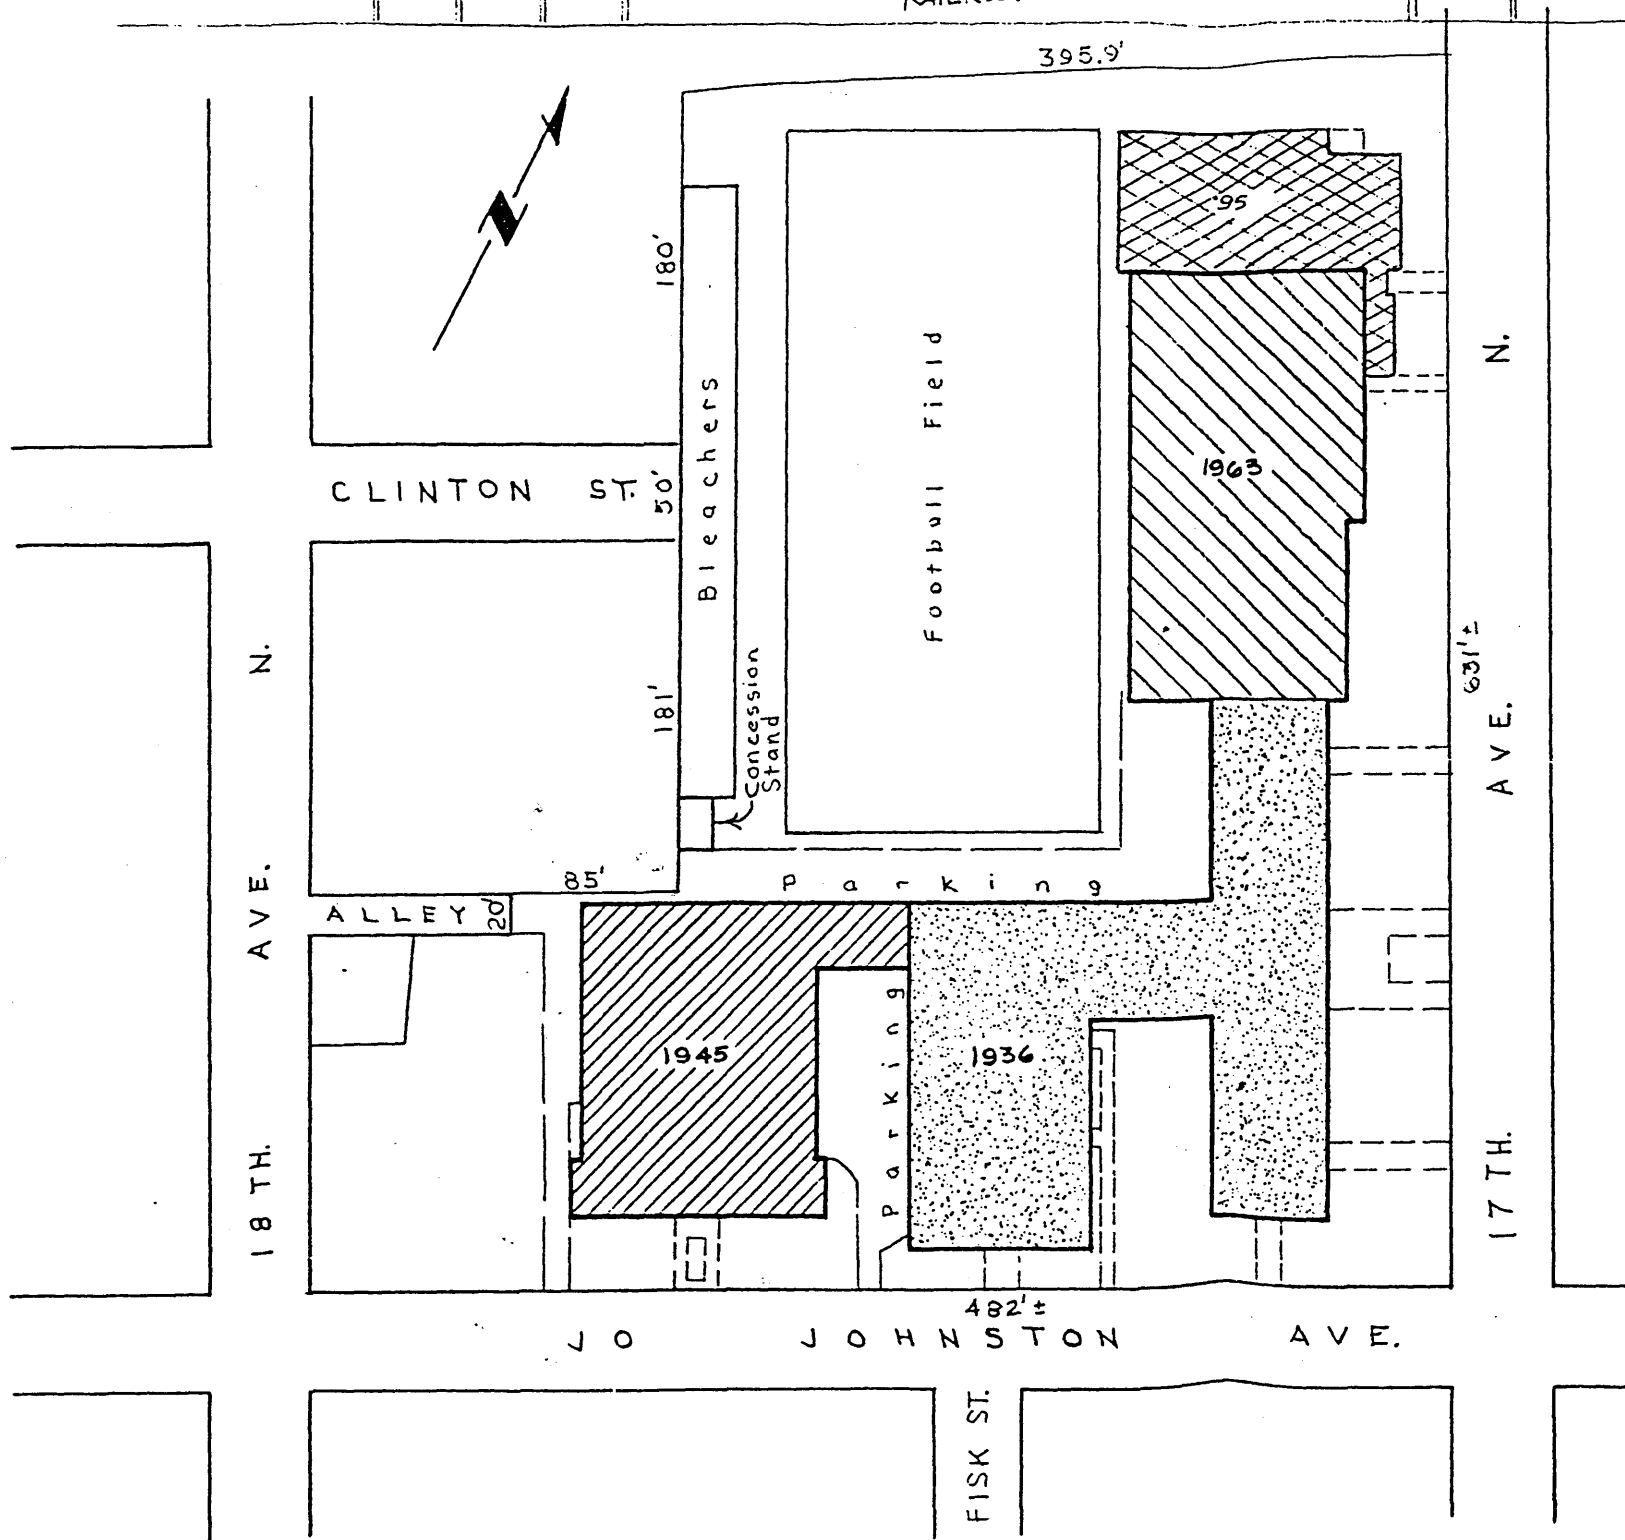 395.9'
'95
180'
N.
Bleachers
Football Field
1963
CLINTON ST.
50'
N.
631'±
181'
Concession
Stand
AVE.
85'
Parking
ALLEY
20'
AVE.
Parking
1945
1936
18TH.
17TH.
482'±
JO JOHNSTON AVE.
FISK ST.